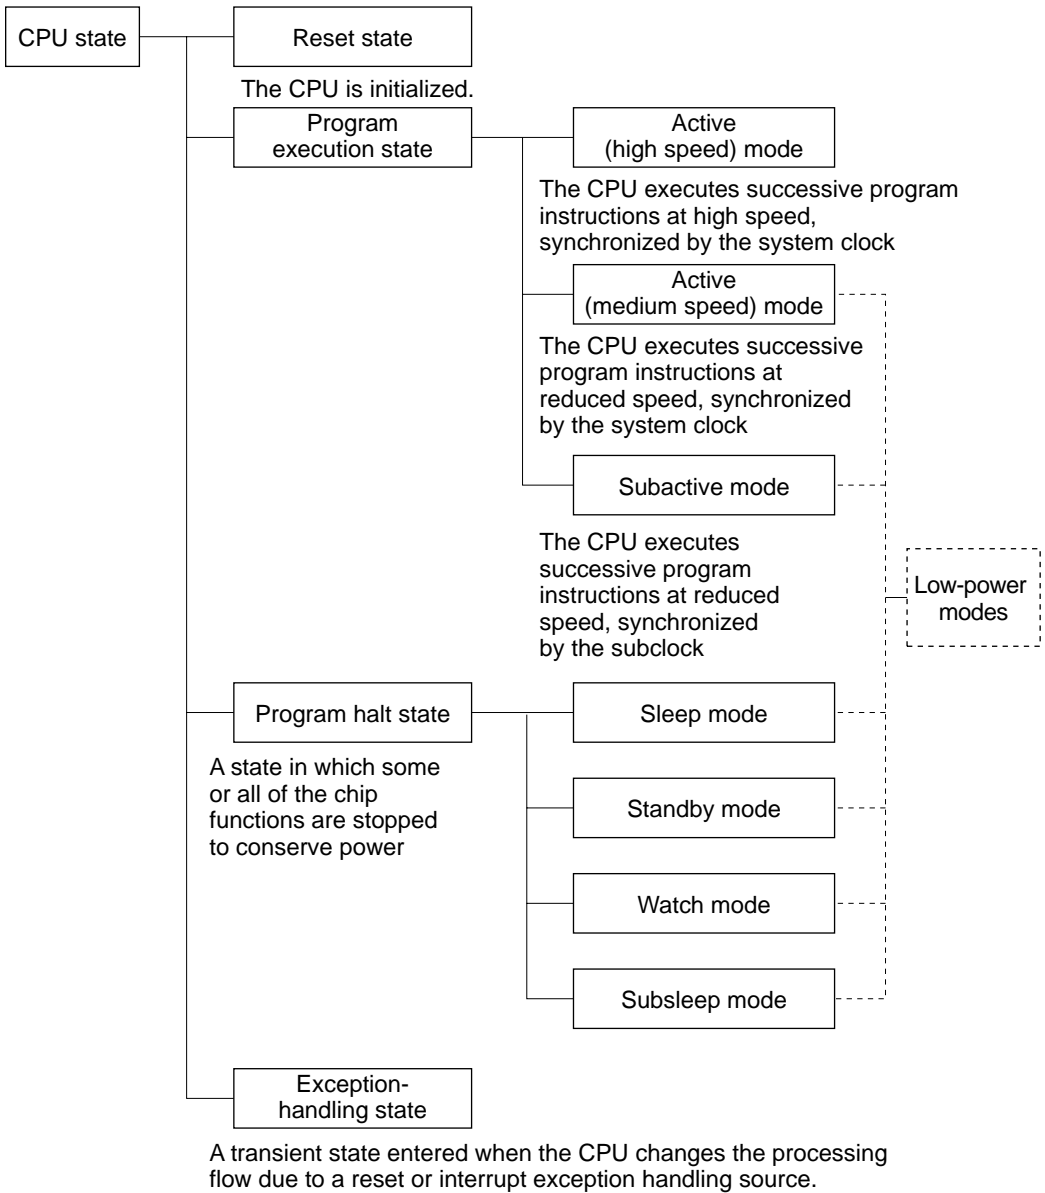 CPU state
Reset state
The CPU is initialized.
Program
execution state
Active
(high speed) mode
The CPU executes successive program
instructions at high speed,
synchronized by the system clock
Active
(medium speed) mode
The CPU executes successive
program instructions at
reduced speed, synchronized
by the system clock
Subactive mode
The CPU executes
successive program
instructions at reduced
speed, synchronized
by the subclock
Low-power
modes
Program halt state
A state in which some
or all of the chip
functions are stopped
to conserve power
Sleep mode
Standby mode
Watch mode
Subsleep mode
Exception-
handling state
A transient state entered when the CPU changes the processing
flow due to a reset or interrupt exception handling source.